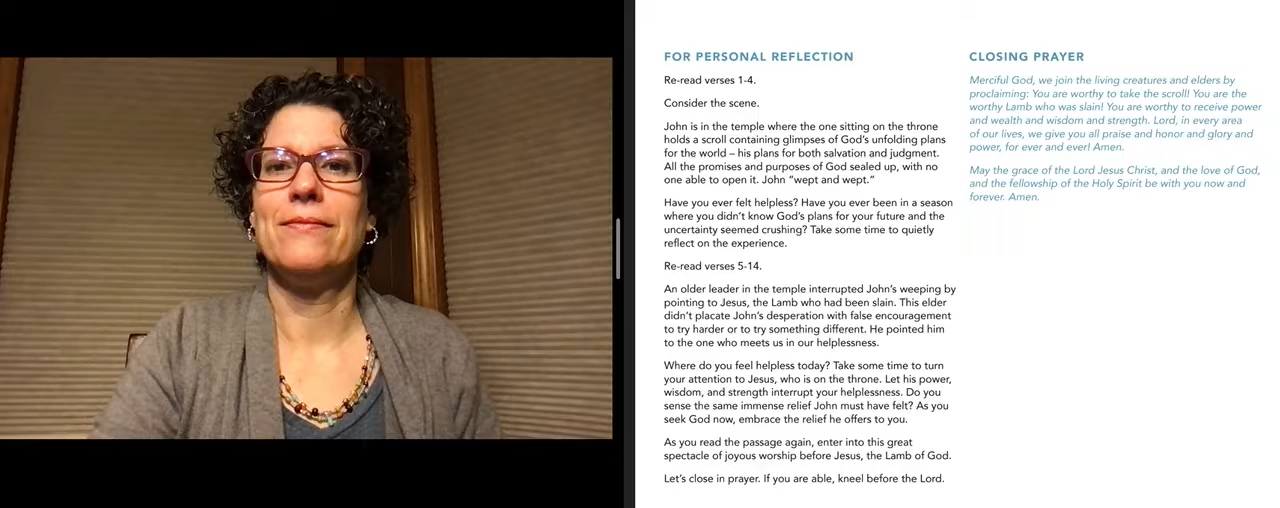 FOR PERSONAL REFLECTION
Re-read verses 1-4.
Consider the scene.
John is in the temple where the one sitting on the throne
holds a scroll containing glimpses of God’s unfolding plans
for the world – his plans for both salvation and judgment.
All the promises and purposes of God sealed up, with no
one able to open it. John “wept and wept.”
Have you ever felt helpless? Have you ever been in a season
where you didn’t know God’s plans for your future and the
uncertainty seemed crushing? Take some time to quietly
reflect on the experience.
Re-read verses 5-14.
An older leader in the temple interrupted John’s weeping by
pointing to Jesus, the Lamb who had been slain. This elder
didn’t placate John’s desperation with false encouragement
to try harder or to try something different. He pointed him
to the one who meets us in our helplessness.
Where do you feel helpless today? Take some time to turn
your attention to Jesus, who is on the throne. Let his power,
wisdom, and strength interrupt your helplessness. Do you
sense the same immense relief John must have felt? As you
seek God now, embrace the relief he offers to you.
As you read the passage again, enter into this great
spectacle of joyous worship before Jesus, the Lamb of God.
Let’s close in prayer. If you are able, kneel before the Lord.
CLOSING PRAYER
Merciful God, we join the living creatures and elders by
proclaiming: You are worthy to take the scroll! You are the
worthy Lamb who was slain! You are worthy to receive power
and wealth and wisdom and strength. Lord, in every area
of our lives, we give you all praise and honor and glory and
power, for ever and ever! Amen.
May the grace of the Lord Jesus Christ, and the love of God,
and the fellowship of the Holy Spirit be with you now and
forever. Amen.